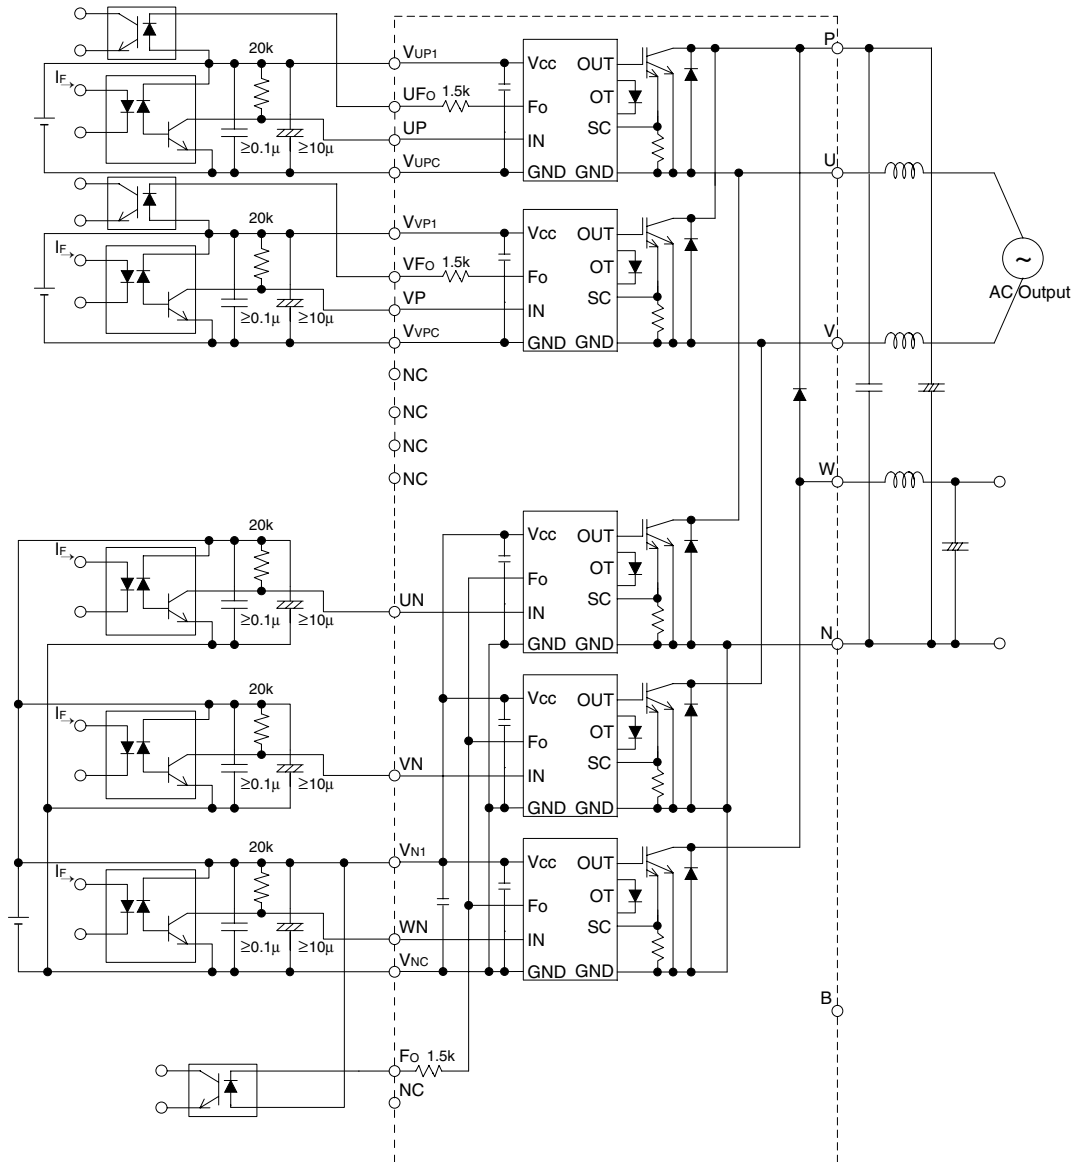 P
20k
VUP1
Vcc OUT
IF
UFO 1.5k
Fo OT
UP
IN SC
≥0.1µ ≥10µ
VUPC
GND GND
U
20k
VVP1
Vcc OUT
IF
VFO 1.5k
Fo OT
VP
IN SC
≥0.1µ ≥10µ
VVPC
GND GND
V
~
AC Output
NC
NC
NC
NC
W
20k
Vcc OUT
IF
Fo OT
UN
IN SC
≥0.1µ ≥10µ
GND GND
N
20k
Vcc OUT
IF
Fo OT
VN
IN SC
≥0.1µ ≥10µ
GND GND
20k
VN1
Vcc OUT
IF
Fo OT
WN
IN SC
≥0.1µ ≥10µ
VNC
GND GND
B
FO 1.5k
NC